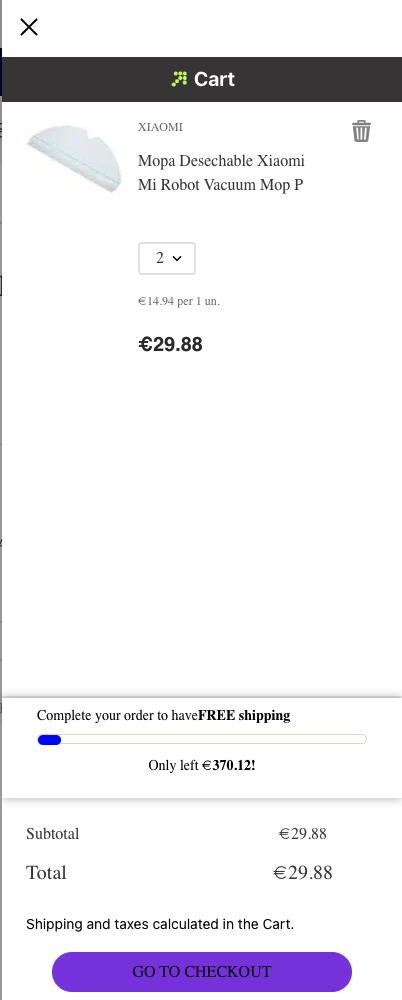 Cart
XIAOMI
Mopa Desechable Xiaomi
Mi Robot Vacuum Mop P
2
€14.94 per 1 un.
€29.88
Complete your order to haveFREE shipping
Only left €370.12!
Subtotal €29.88
Total €29.88
Shipping and taxes calculated in the Cart.
GO TO CHECKOUT